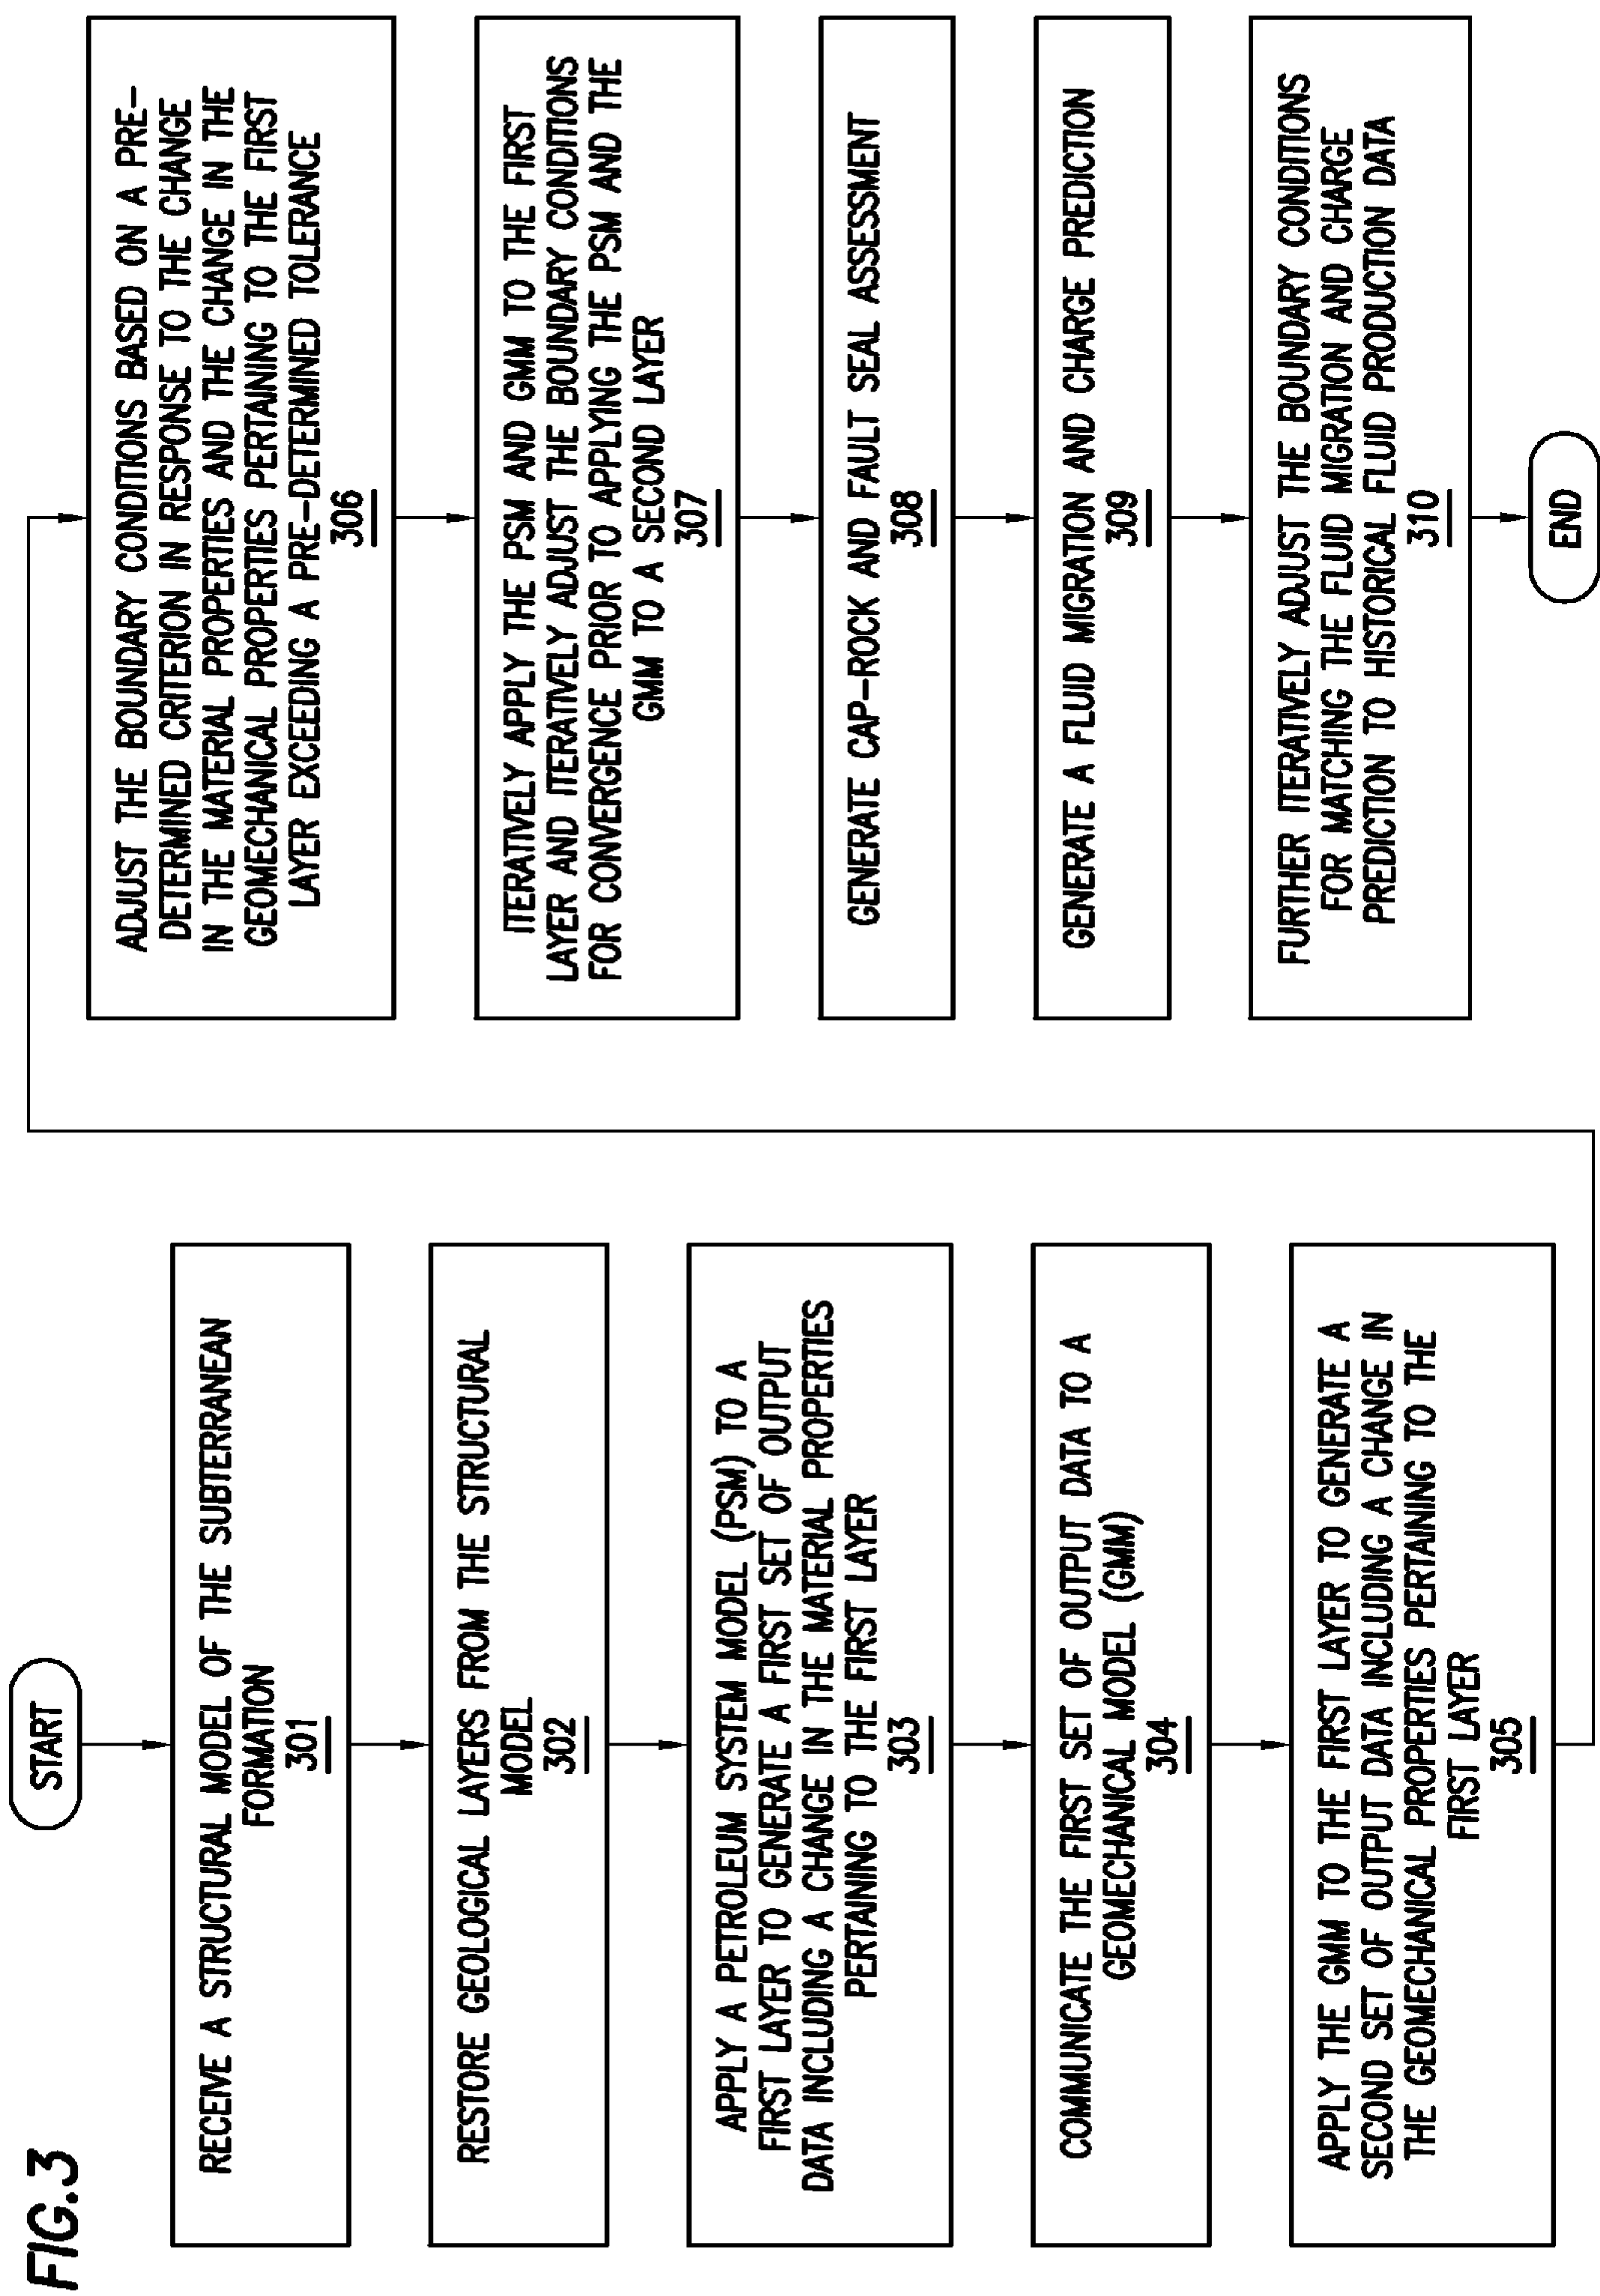 FIG.3
START
RECEIVE A STRUCTURAL MODEL OF THE SUBTERRANEAN
FORMATION
301
RESTORE GEOLOGICAL LAYERS FROM THE STRUCTURAL
MODEL
302
APPLY A PETROLEUM SYSTEM MODEL (PSM) TO A
FIRST LAYER TO GENERATE A FIRST SET OF OUTPUT
DATA INCLUDING A CHANGE IN THE MATERIAL PROPERTIES
PERTAINING TO THE FIRST LAYER
303
COMMUNICATE THE FIRST SET OF OUTPUT DATA TO A
GEOMECHANICAL MODEL (GMM)
304
APPLY THE GMM TO THE FIRST LAYER TO GENERATE A
SECOND SET OF OUTPUT DATA INCLUDING A CHANGE IN
THE GEOMECHANICAL PROPERTIES PERTAINING TO THE
FIRST LAYER
305
ADJUST THE BOUNDARY CONDITIONS BASED ON A PRE-
DETERMINED CRITERION IN RESPONSE TO THE CHANGE
IN THE MATERIAL PROPERTIES AND THE CHANGE IN THE
GEOMECHANICAL PROPERTIES PERTAINING TO THE FIRST
LAYER EXCEEDING A PRE-DETERMINED TOLERANCE
306
ITERATIVELY APPLY THE PSM AND GMM TO THE FIRST
LAYER AND ITERATIVELY ADJUST THE BOUNDARY CONDITIONS
FOR CONVERGENCE PRIOR TO APPLYING THE PSM AND THE
GMM TO A SECOND LAYER
307
GENERATE CAP-ROCK AND FAULT SEAL ASSESSMENT
308
GENERATE A FLUID MIGRATION AND CHARGE PREDICTION
309
FURTHER ITERATIVELY ADJUST THE BOUNDARY CONDITIONS
FOR MATCHING THE FLUID MIGRATION AND CHARGE
PREDICTION TO HISTORICAL FLUID PRODUCTION DATA
310
END